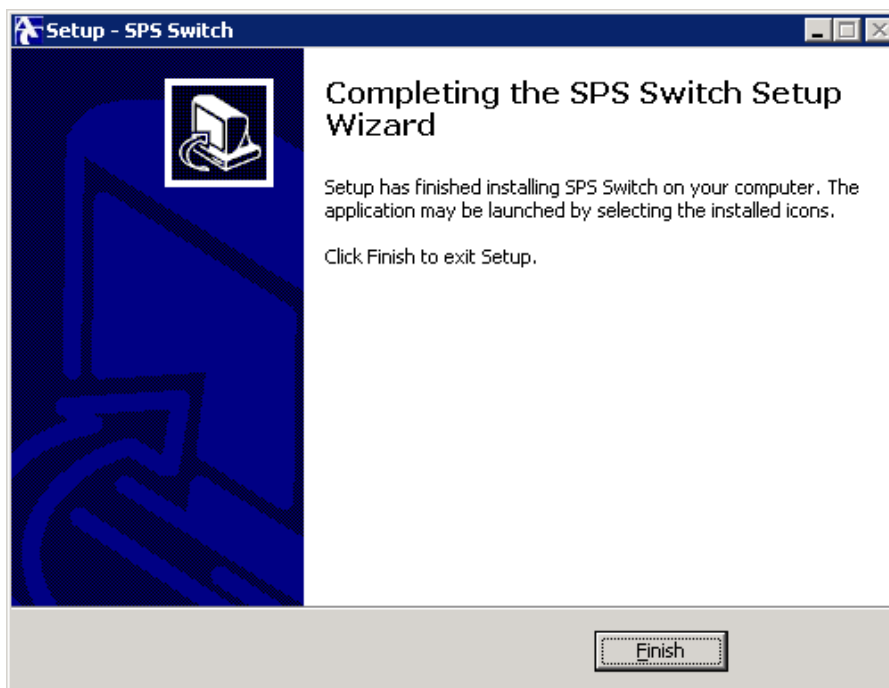 Setup - SPS Switch
Completing the SPS Switch Setup
Wizard
Setup has finished installing SPS Switch on your computer. The
application may be launched by selecting the installed icons.
Click Finish to exit Setup.
Finish